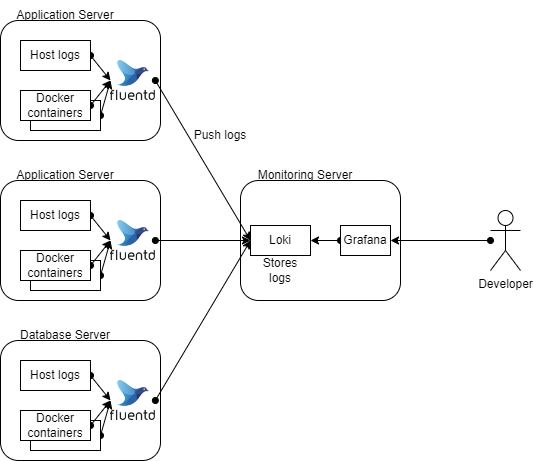 Application Server
Host logs
Docker
containers
fluentd
Push logs
Application Server
Host logs
Docker
containers
fluentd
Monitoring Server
Loki
Stores
logs
Grafana
Developer
Database Server
Host logs
Docker
containers
fluentd